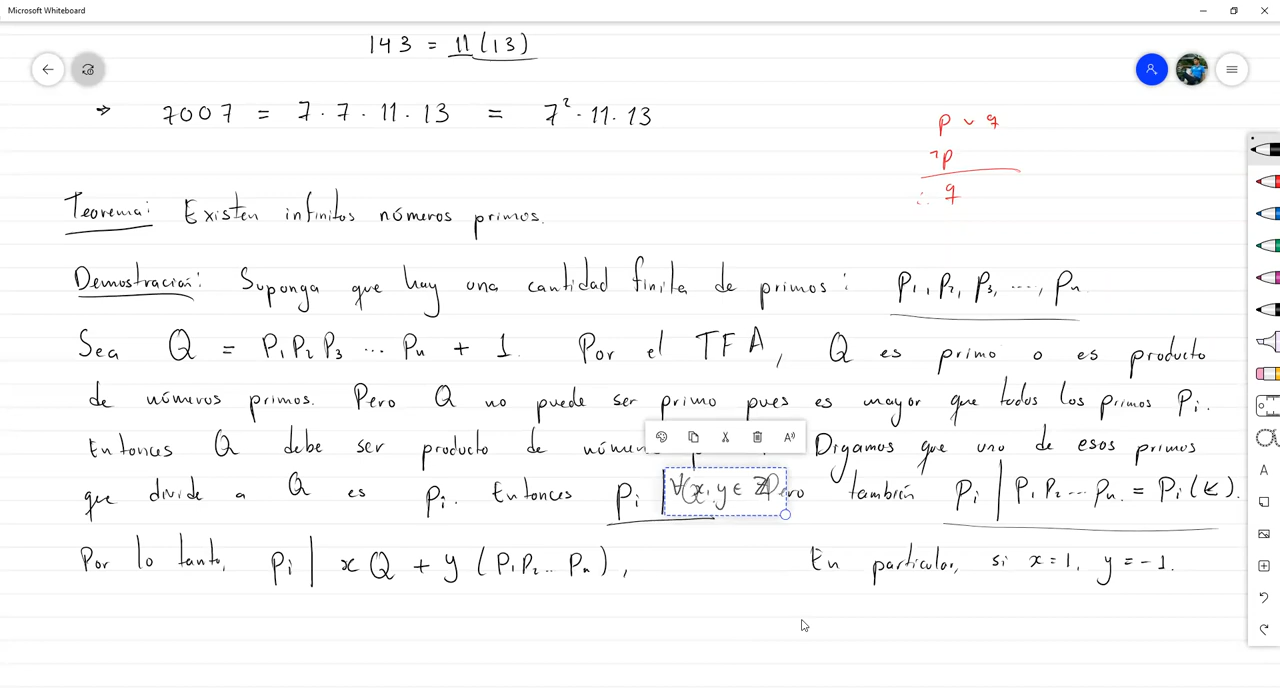 Microsoft Whiteboard
143 = 11(13)
⇒ 7007 = 7·7·11·13 = 7²·11·13
p ∨ q
¬p
∴ q
Teorema: Existen infinitos números primos.
Demostración: Suponga que hay una cantidad finita de primos: P₁, P₂, P₃, ..., Pₙ.
Sea Q = P₁P₂P₃ ... Pₙ + 1. Por el TFA, Q es primo o es producto
de números primos. Pero Q no puede ser primo pues es mayor que todos los primos Pᵢ.
Entonces Q debe ser producto de númer Digamos que uno de esos primos
que divide a Q es Pᵢ. Entonces Pᵢ | ∀(x, y ∈ ℤ Pero también Pᵢ | P₁P₂...Pₙ = Pᵢ(k).
Por lo tanto, Pᵢ | xQ + y(P₁P₂...Pₙ), En particular, si x=1, y=-1.